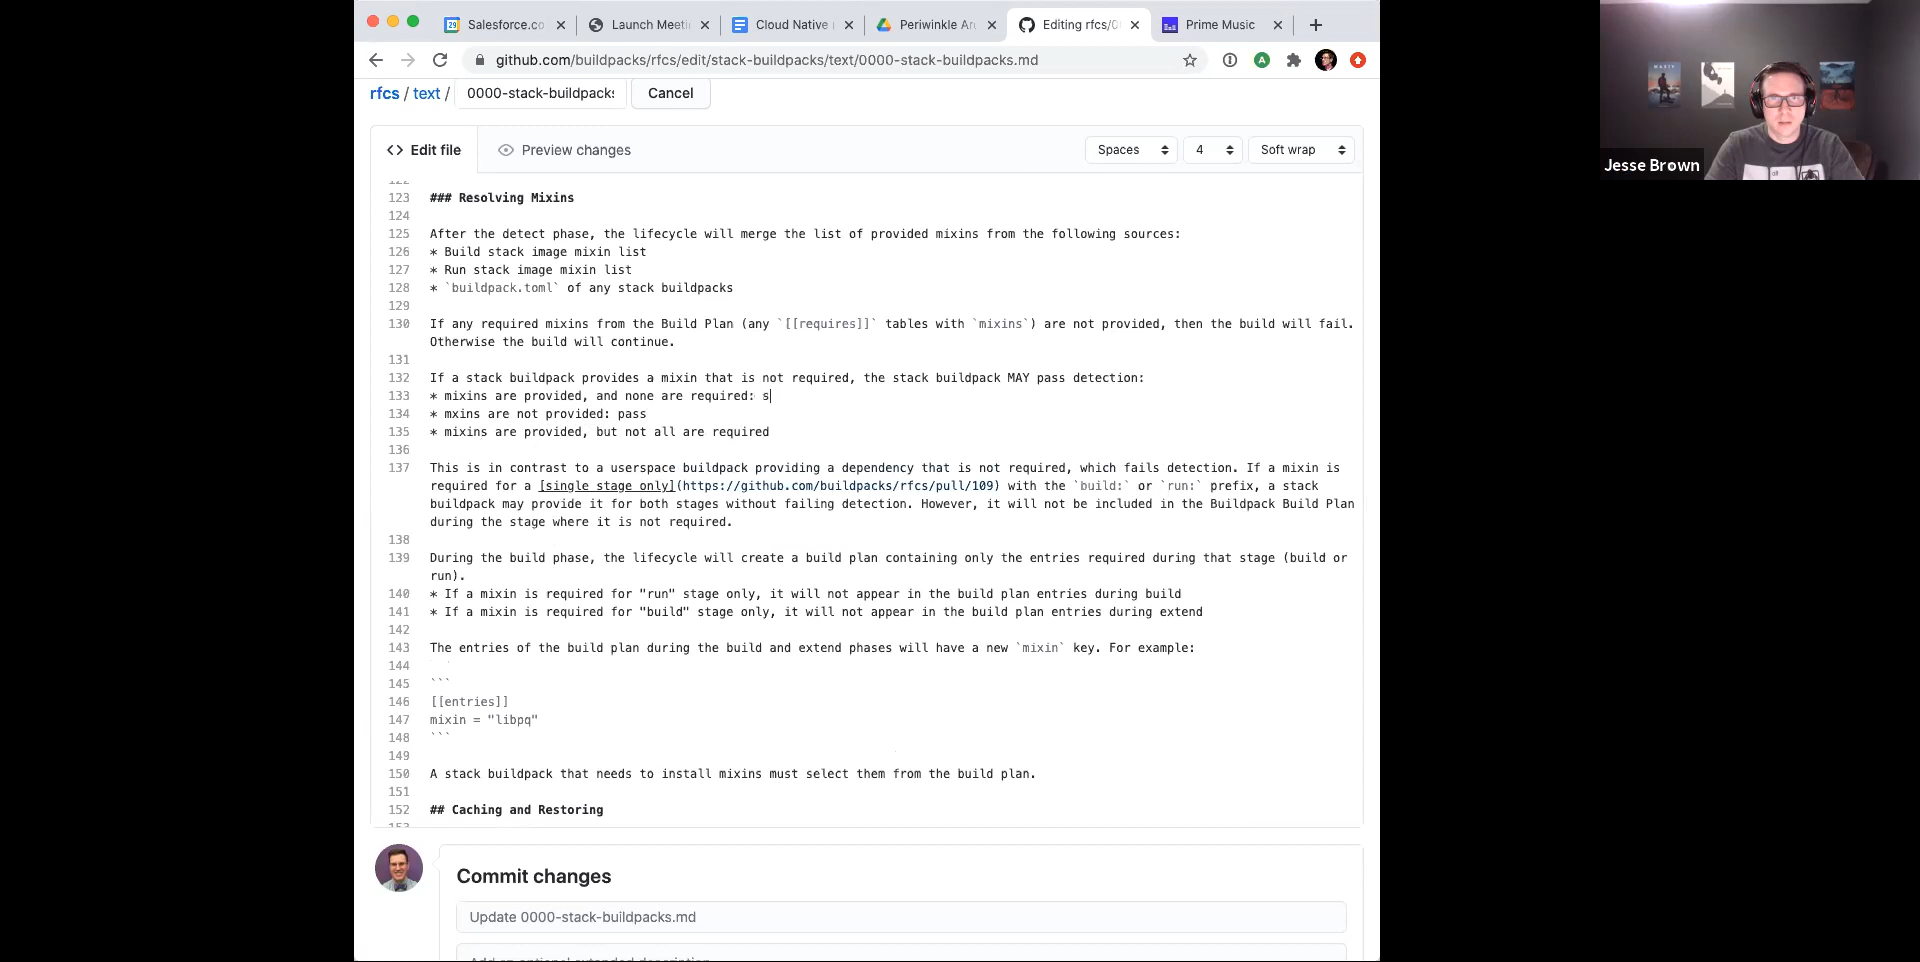 Salesforce.co
Launch Meeti
Cloud Native
Periwinkle Aru
Editing rfcs/0
Prime Music
github.com/buildpacks/rfcs/edit/stack-buildpacks/text/0000-stack-buildpacks.md
rfcs / text / 0000-stack-buildpacks Cancel
<> Edit file
Preview changes
Spaces 4 Soft wrap
123 ### Resolving Mixins
124
125 After the detect phase, the lifecycle will merge the list of provided mixins from the following sources:
126 * Build stack image mixin list
127 * Run stack image mixin list
128 * `buildpack.toml` of any stack buildpacks
129
130 If any required mixins from the Build Plan (any `[[requires]]` tables with `mixins`) are not provided, then the build will fail.
Otherwise the build will continue.
131
132 If a stack buildpack provides a mixin that is not required, the stack buildpack MAY pass detection:
133 * mixins are provided, and none are required: s
134 * mxins are not provided: pass
135 * mixins are provided, but not all are required
136
137 This is in contrast to a userspace buildpack providing a dependency that is not required, which fails detection. If a mixin is
required for a [single stage only](https://github.com/buildpacks/rfcs/pull/109) with the `build:` or `run:` prefix, a stack
buildpack may provide it for both stages without failing detection. However, it will not be included in the Buildpack Build Plan
during the stage where it is not required.
138
139 During the build phase, the lifecycle will create a build plan containing only the entries required during that stage (build or
run).
140 * If a mixin is required for "run" stage only, it will not appear in the build plan entries during build
141 * If a mixin is required for "build" stage only, it will not appear in the build plan entries during extend
142
143 The entries of the build plan during the build and extend phases will have a new `mixin` key. For example:
144
145 ```
146 [[entries]]
147 mixin = "libpq"
148 ```
149
150 A stack buildpack that needs to install mixins must select them from the build plan.
151
152 ## Caching and Restoring
Commit changes
Update 0000-stack-buildpacks.md
Jesse Brown